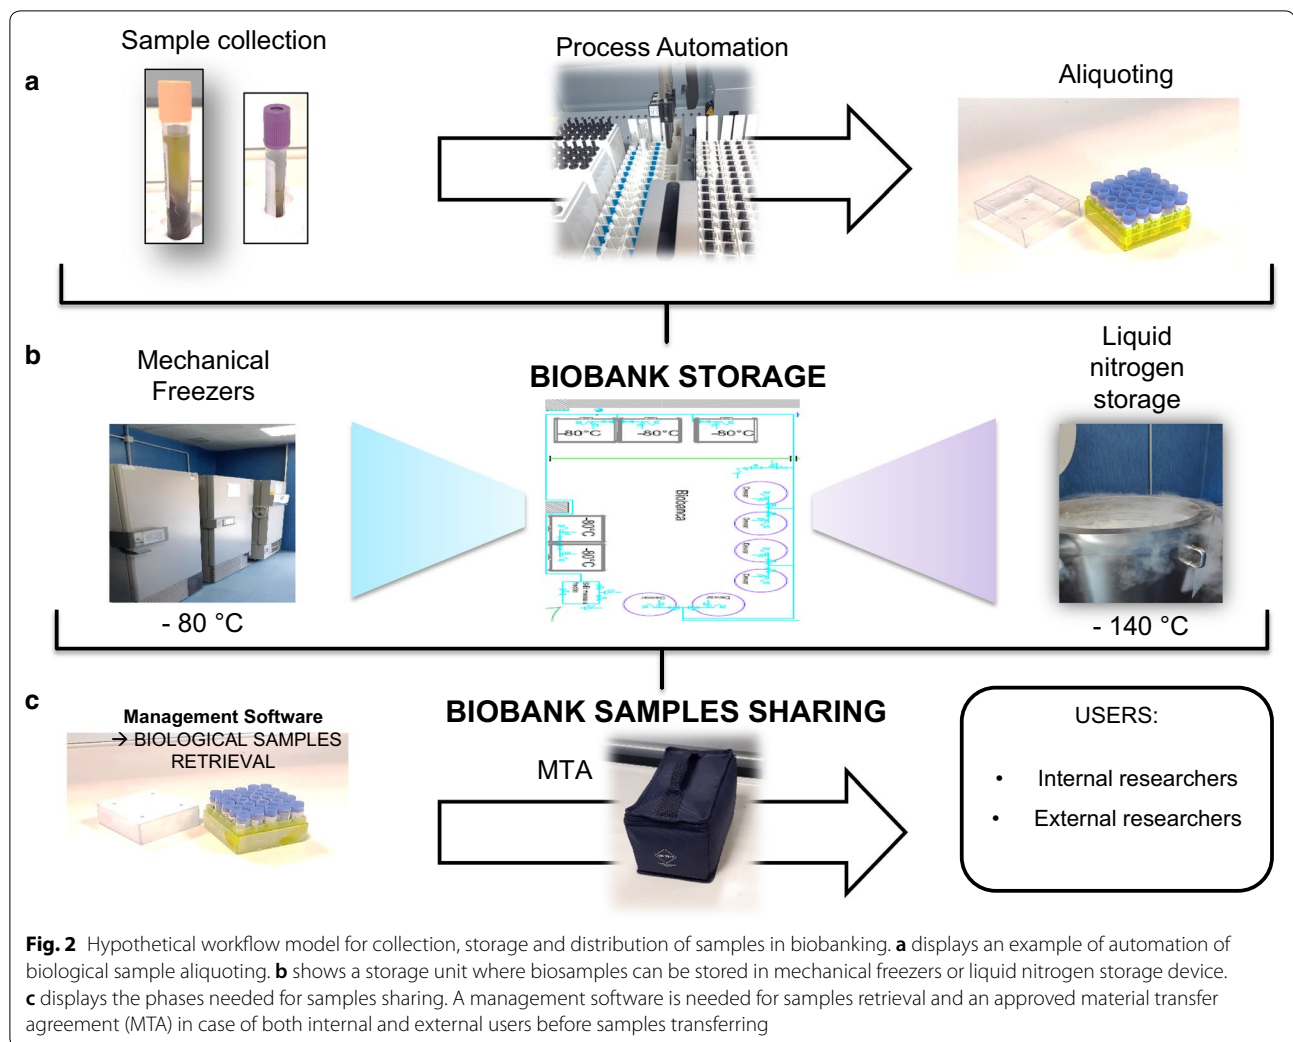 Sample collection
Process Automation
Aliquoting
a
b
Mechanical
Freezers
BIOBANK STORAGE
Liquid
nitrogen
storage
-80°C
-80°C
-80°C
Biobanca
-80°C
-80°C
Dewar
Dewar
Dewar
Dewar
Dewar
- 80 °C
- 140 °C
c
Management Software
→ BIOLOGICAL SAMPLES
RETRIEVAL
BIOBANK SAMPLES SHARING
MTA
USERS:
• Internal researchers
• External researchers
Fig. 2 Hypothetical workflow model for collection, storage and distribution of samples in biobanking. a displays an example of automation of
biological sample aliquoting. b shows a storage unit where biosamples can be stored in mechanical freezers or liquid nitrogen storage device.
c displays the phases needed for samples sharing. A management software is needed for samples retrieval and an approved material transfer
agreement (MTA) in case of both internal and external users before samples transferring